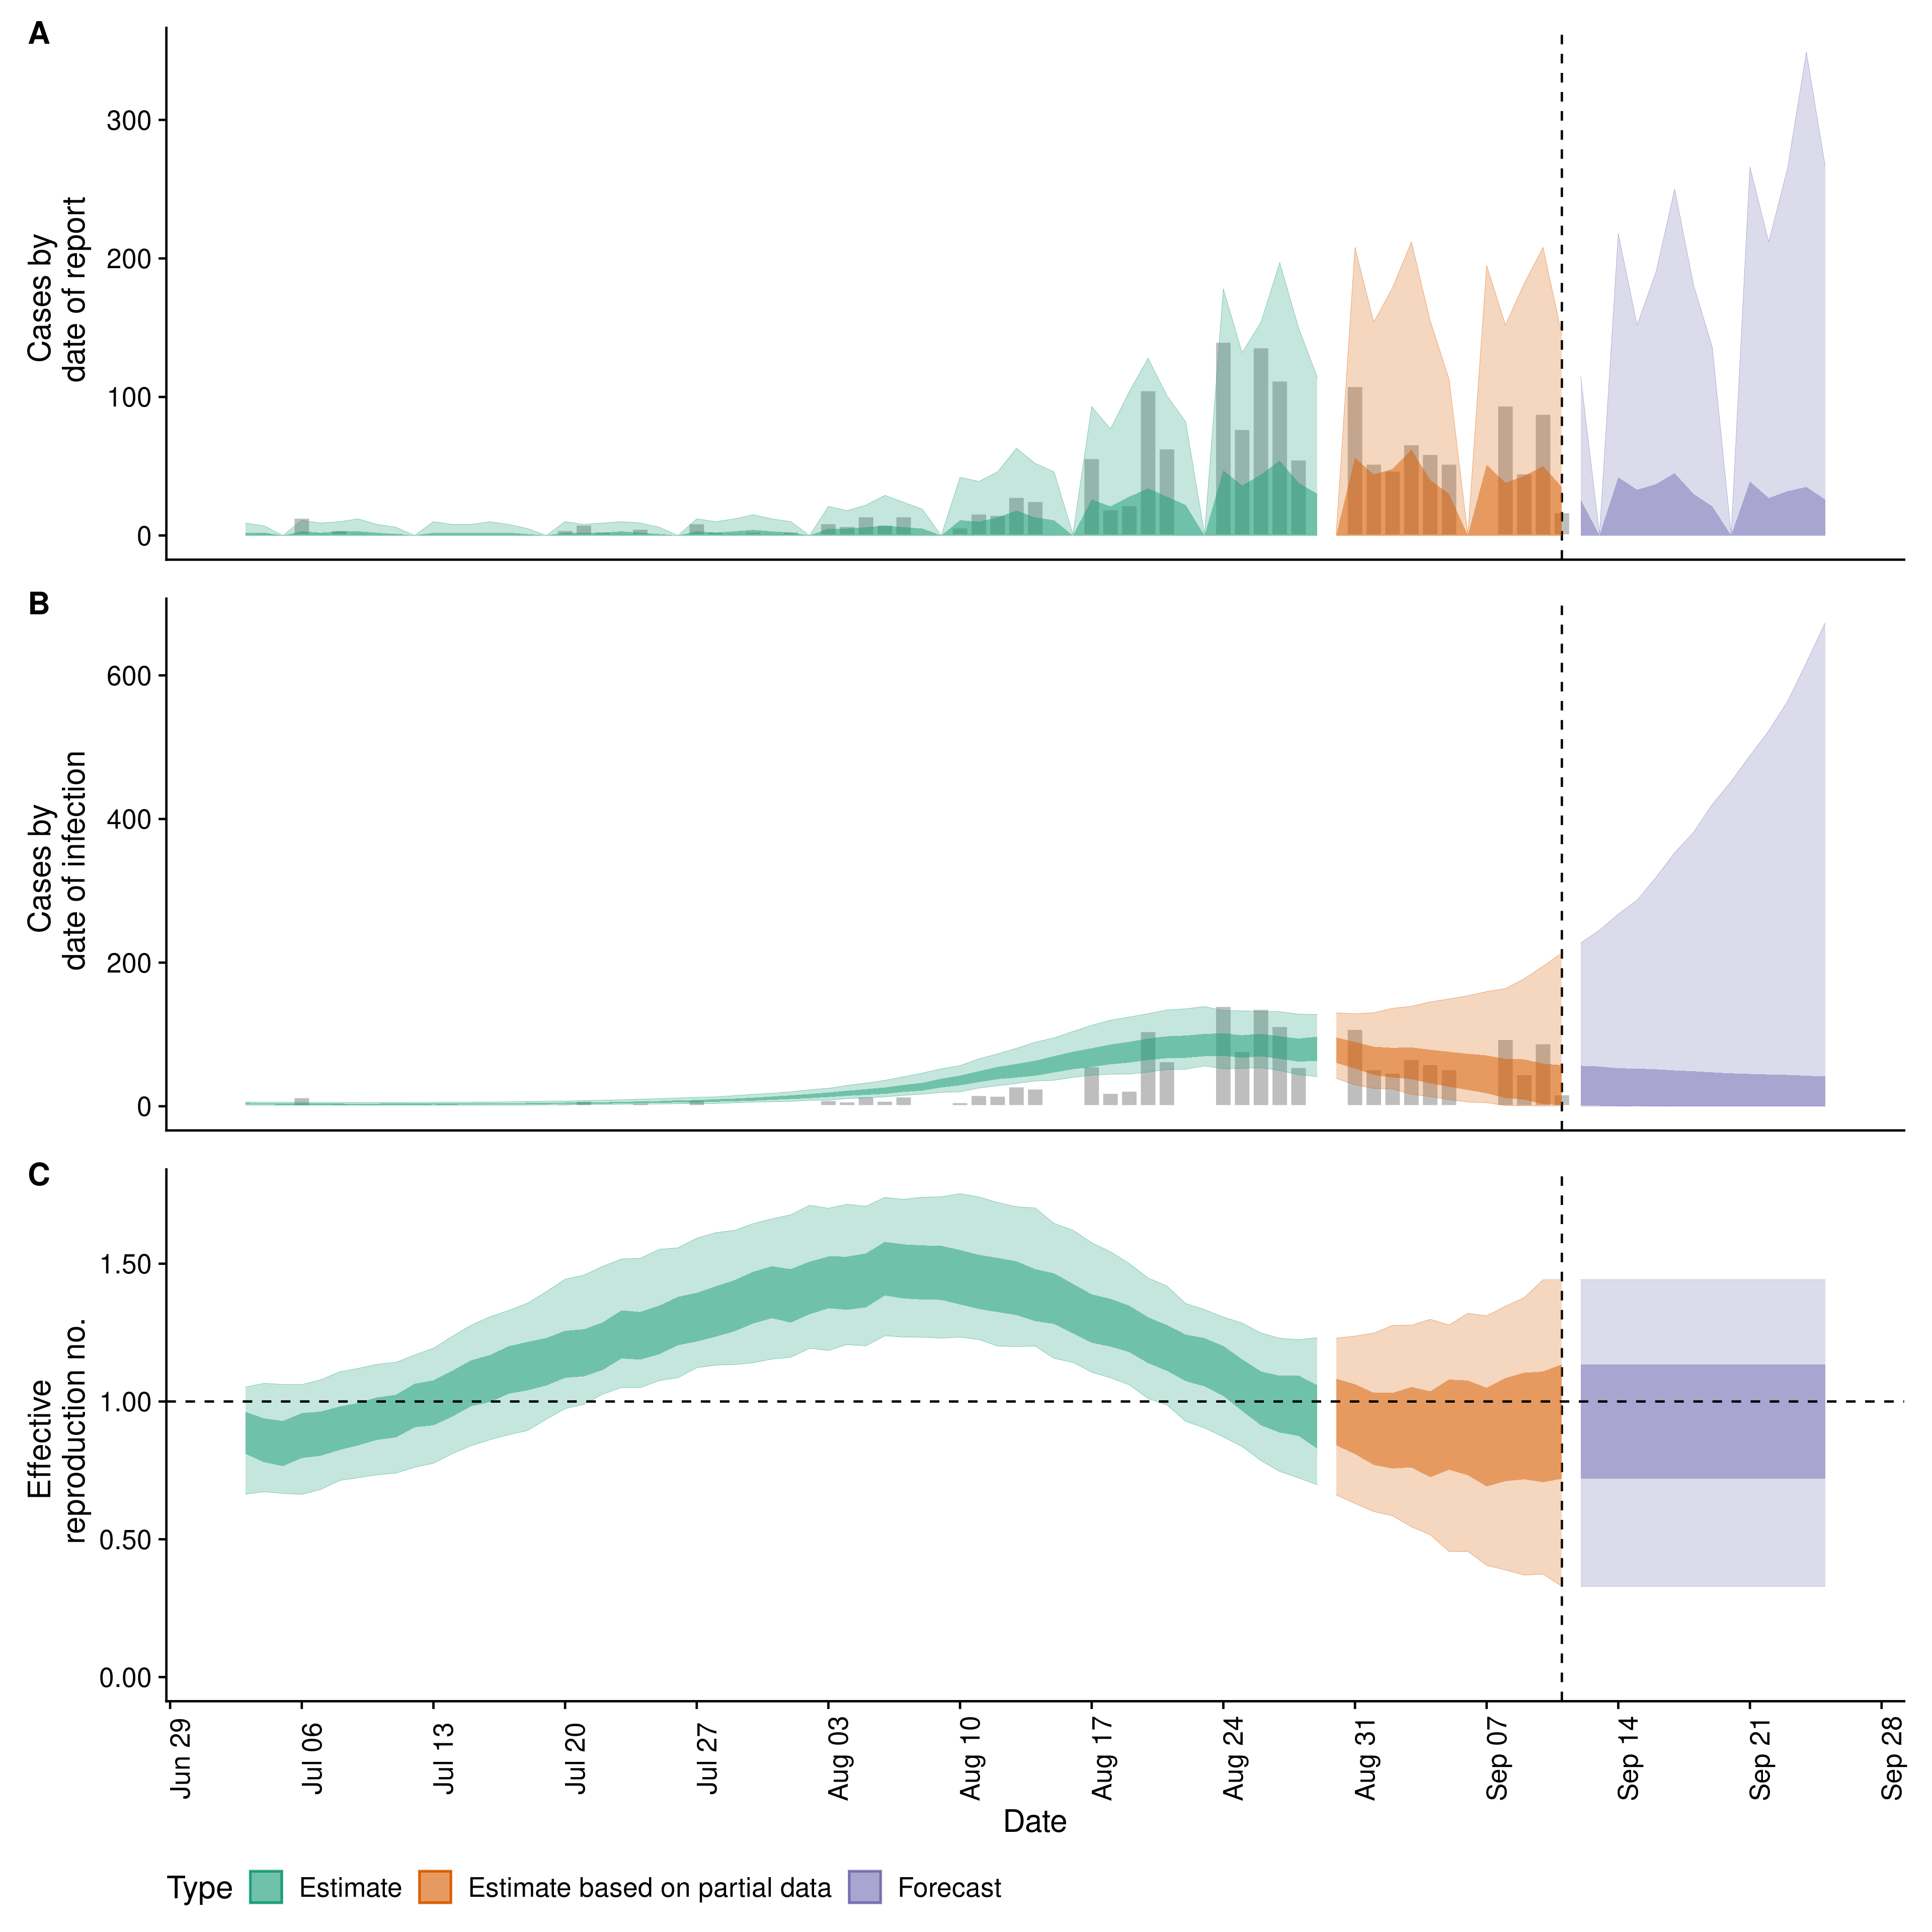 A
Cases by
date of report
300
200
100
0
B
Cases by
date of infection
600
400
200
0
C
Effective
reproduction no.
1.50
1.00
0.50
0.00
Jun 29
Jul 06
Jul 13
Jul 20
Jul 27
Aug 03
Aug 10
Aug 17
Aug 24
Aug 31
Sep 07
Sep 14
Sep 21
Sep 28
Date
Type Estimate Estimate based on partial data Forecast